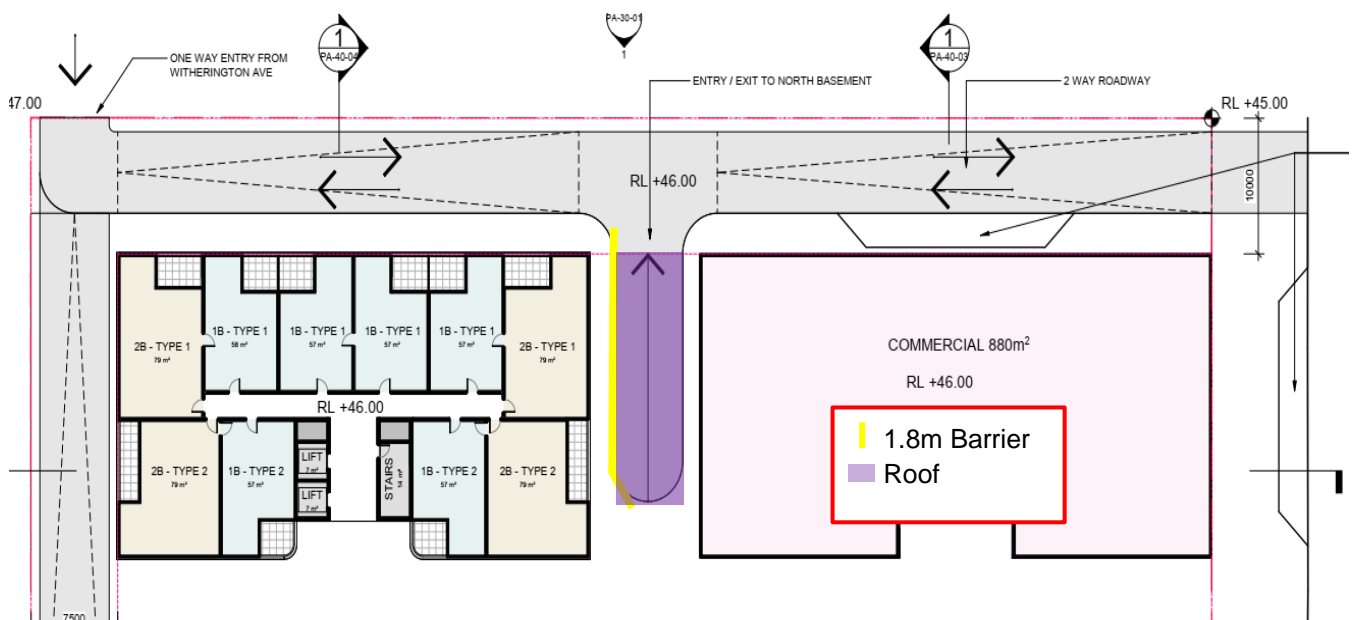 PA-30-01
1
1
PA-40-04
1
PA-40-03
ONE WAY ENTRY FROM
WITHERINGTON AVE
ENTRY / EXIT TO NORTH BASEMENT
2 WAY ROADWAY
47.00
RL +45.00
RL +46.00
10000
2B - TYPE 1
79 m²
1B - TYPE 1
58 m²
1B - TYPE 1
57 m²
1B - TYPE 1
57 m²
1B - TYPE 1
57 m²
2B - TYPE 1
79 m²
RL +46.00
COMMERCIAL 880m²
RL +46.00
2B - TYPE 2
79 m²
1B - TYPE 2
57 m²
LIFT
7 m²
LIFT
7 m²
STAIRS
14 m²
1B - TYPE 2
57 m²
2B - TYPE 2
79 m²
1.8m Barrier
Roof
7500